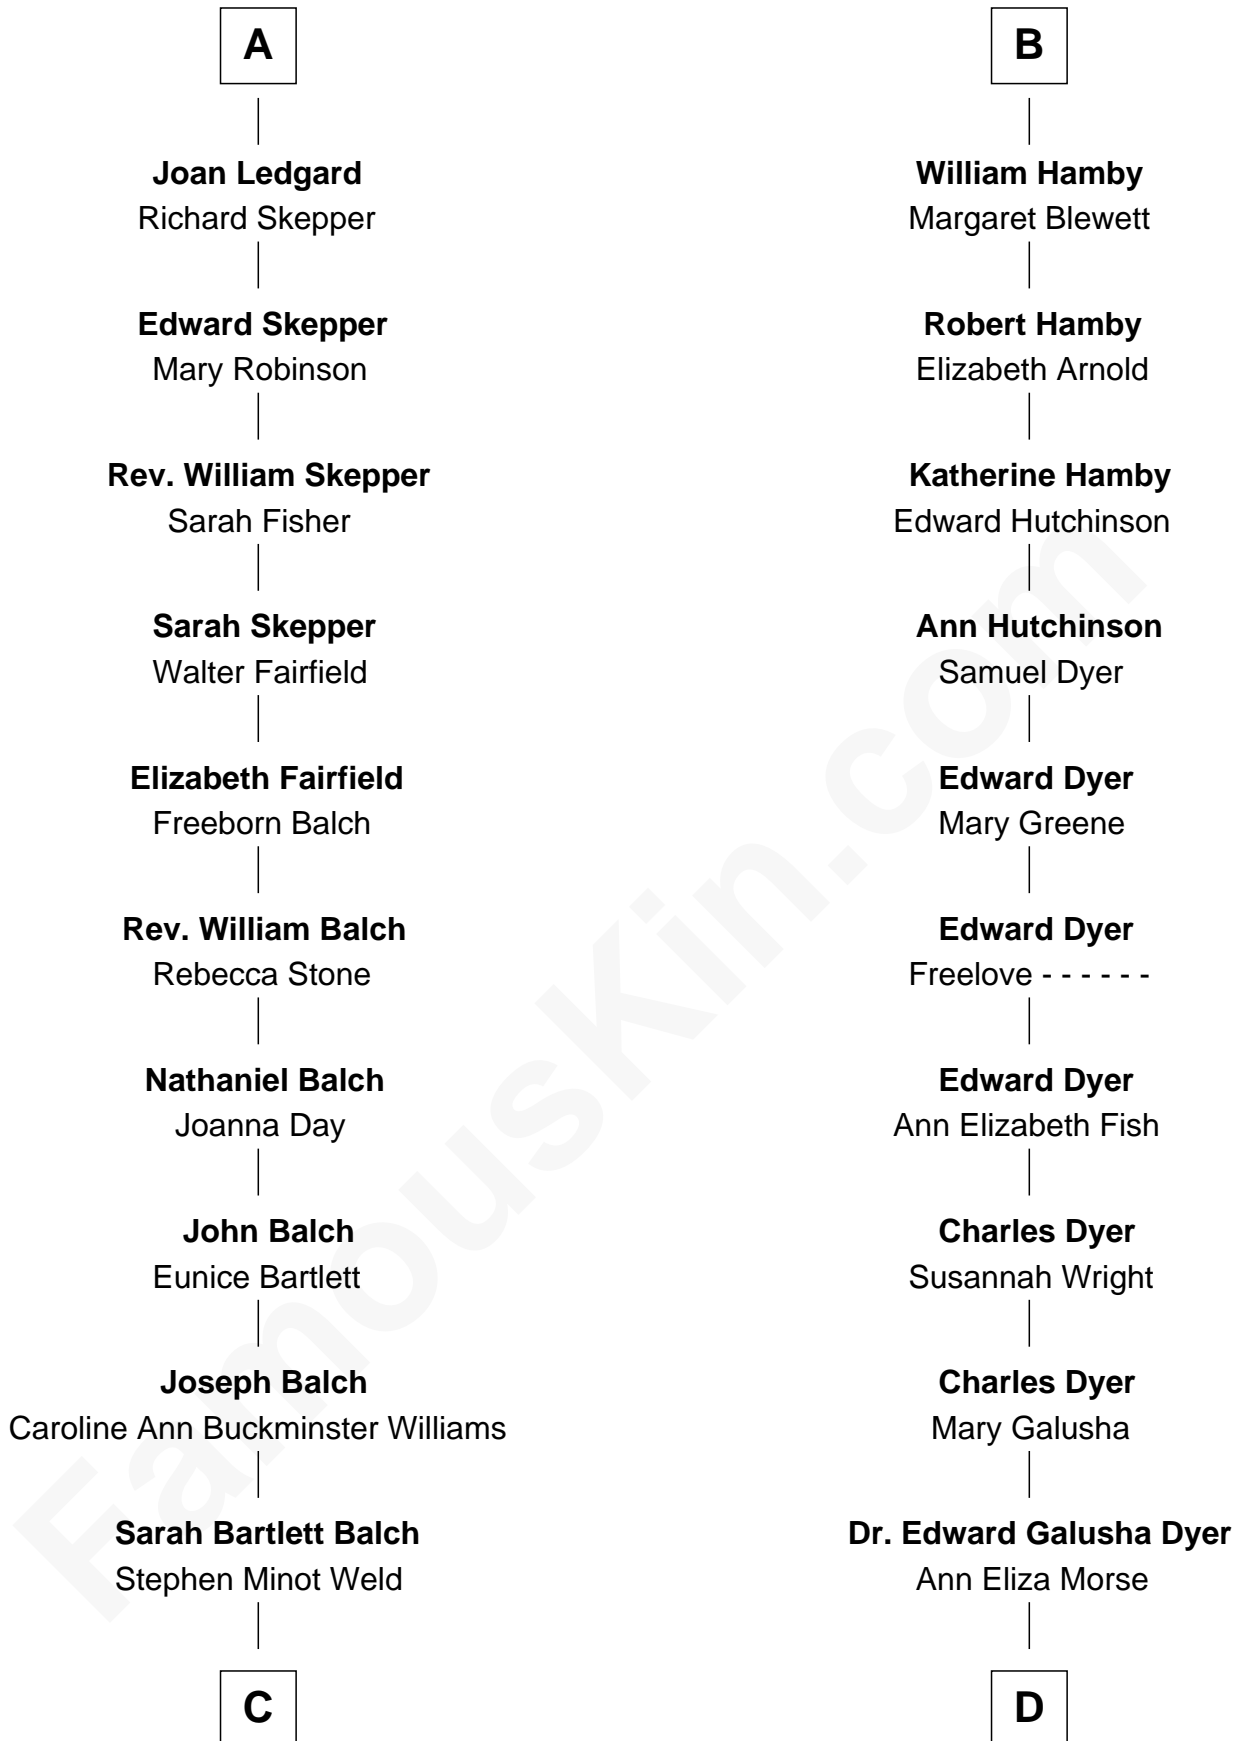 A
Joan Ledgard
Richard Skepper
Edward Skepper
Mary Robinson
Rev. William Skepper
Sarah Fisher
Sarah Skepper
Walter Fairfield
Elizabeth Fairfield
Freeborn Balch
Rev. William Balch
Rebecca Stone
Nathaniel Balch
Joanna Day
John Balch
Eunice Bartlett
Joseph Balch
Caroline Ann Buckminster Williams
Sarah Bartlett Balch
Stephen Minot Weld
C
B
William Hamby
Margaret Blewett
Robert Hamby
Elizabeth Arnold
Katherine Hamby
Edward Hutchinson
Ann Hutchinson
Samuel Dyer
Edward Dyer
Mary Greene
Edward Dyer
Freelove - - - - - -
Edward Dyer
Ann Elizabeth Fish
Charles Dyer
Susannah Wright
Charles Dyer
Mary Galusha
Dr. Edward Galusha Dyer
Ann Eliza Morse
D
FamousKin.com